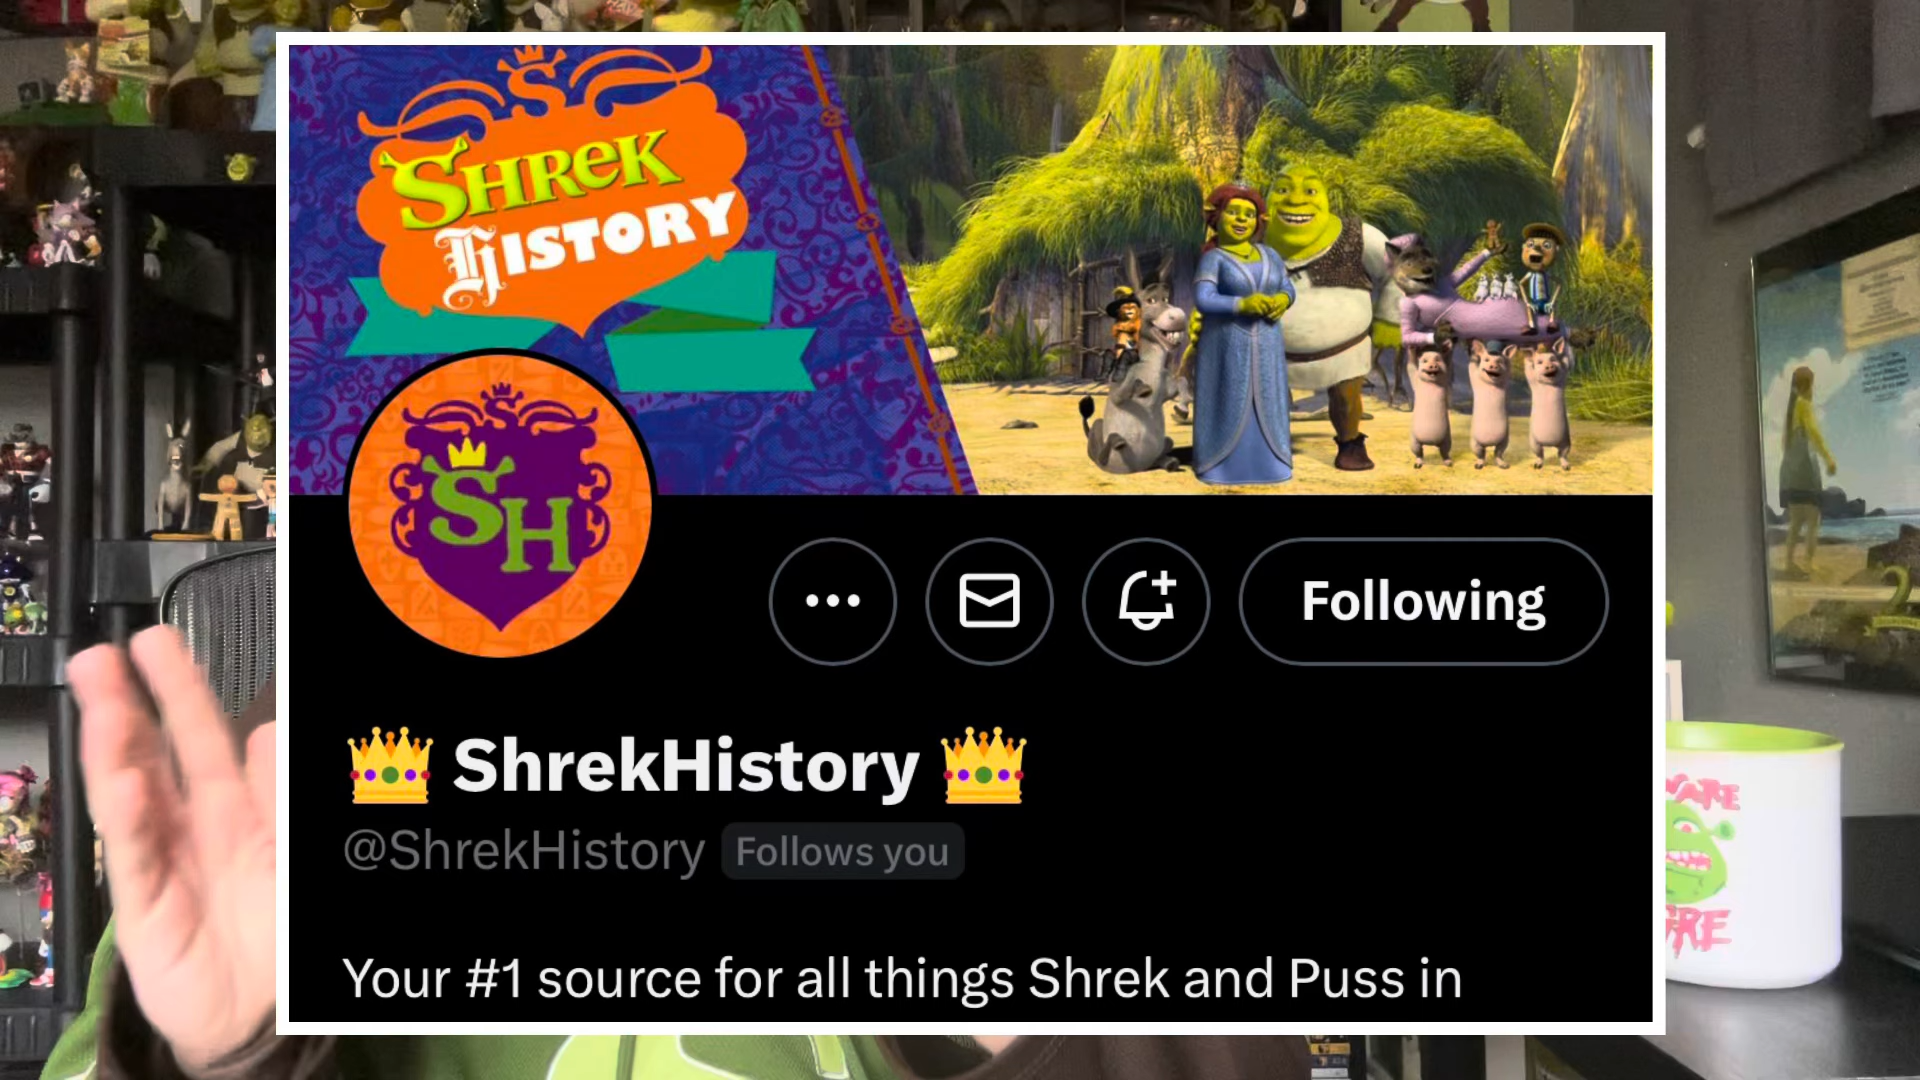 S
SHREK
HISTORY
S
SH
Following
👑 ShrekHistory 👑
@ShrekHistory Follows you
Your #1 source for all things Shrek and Puss in